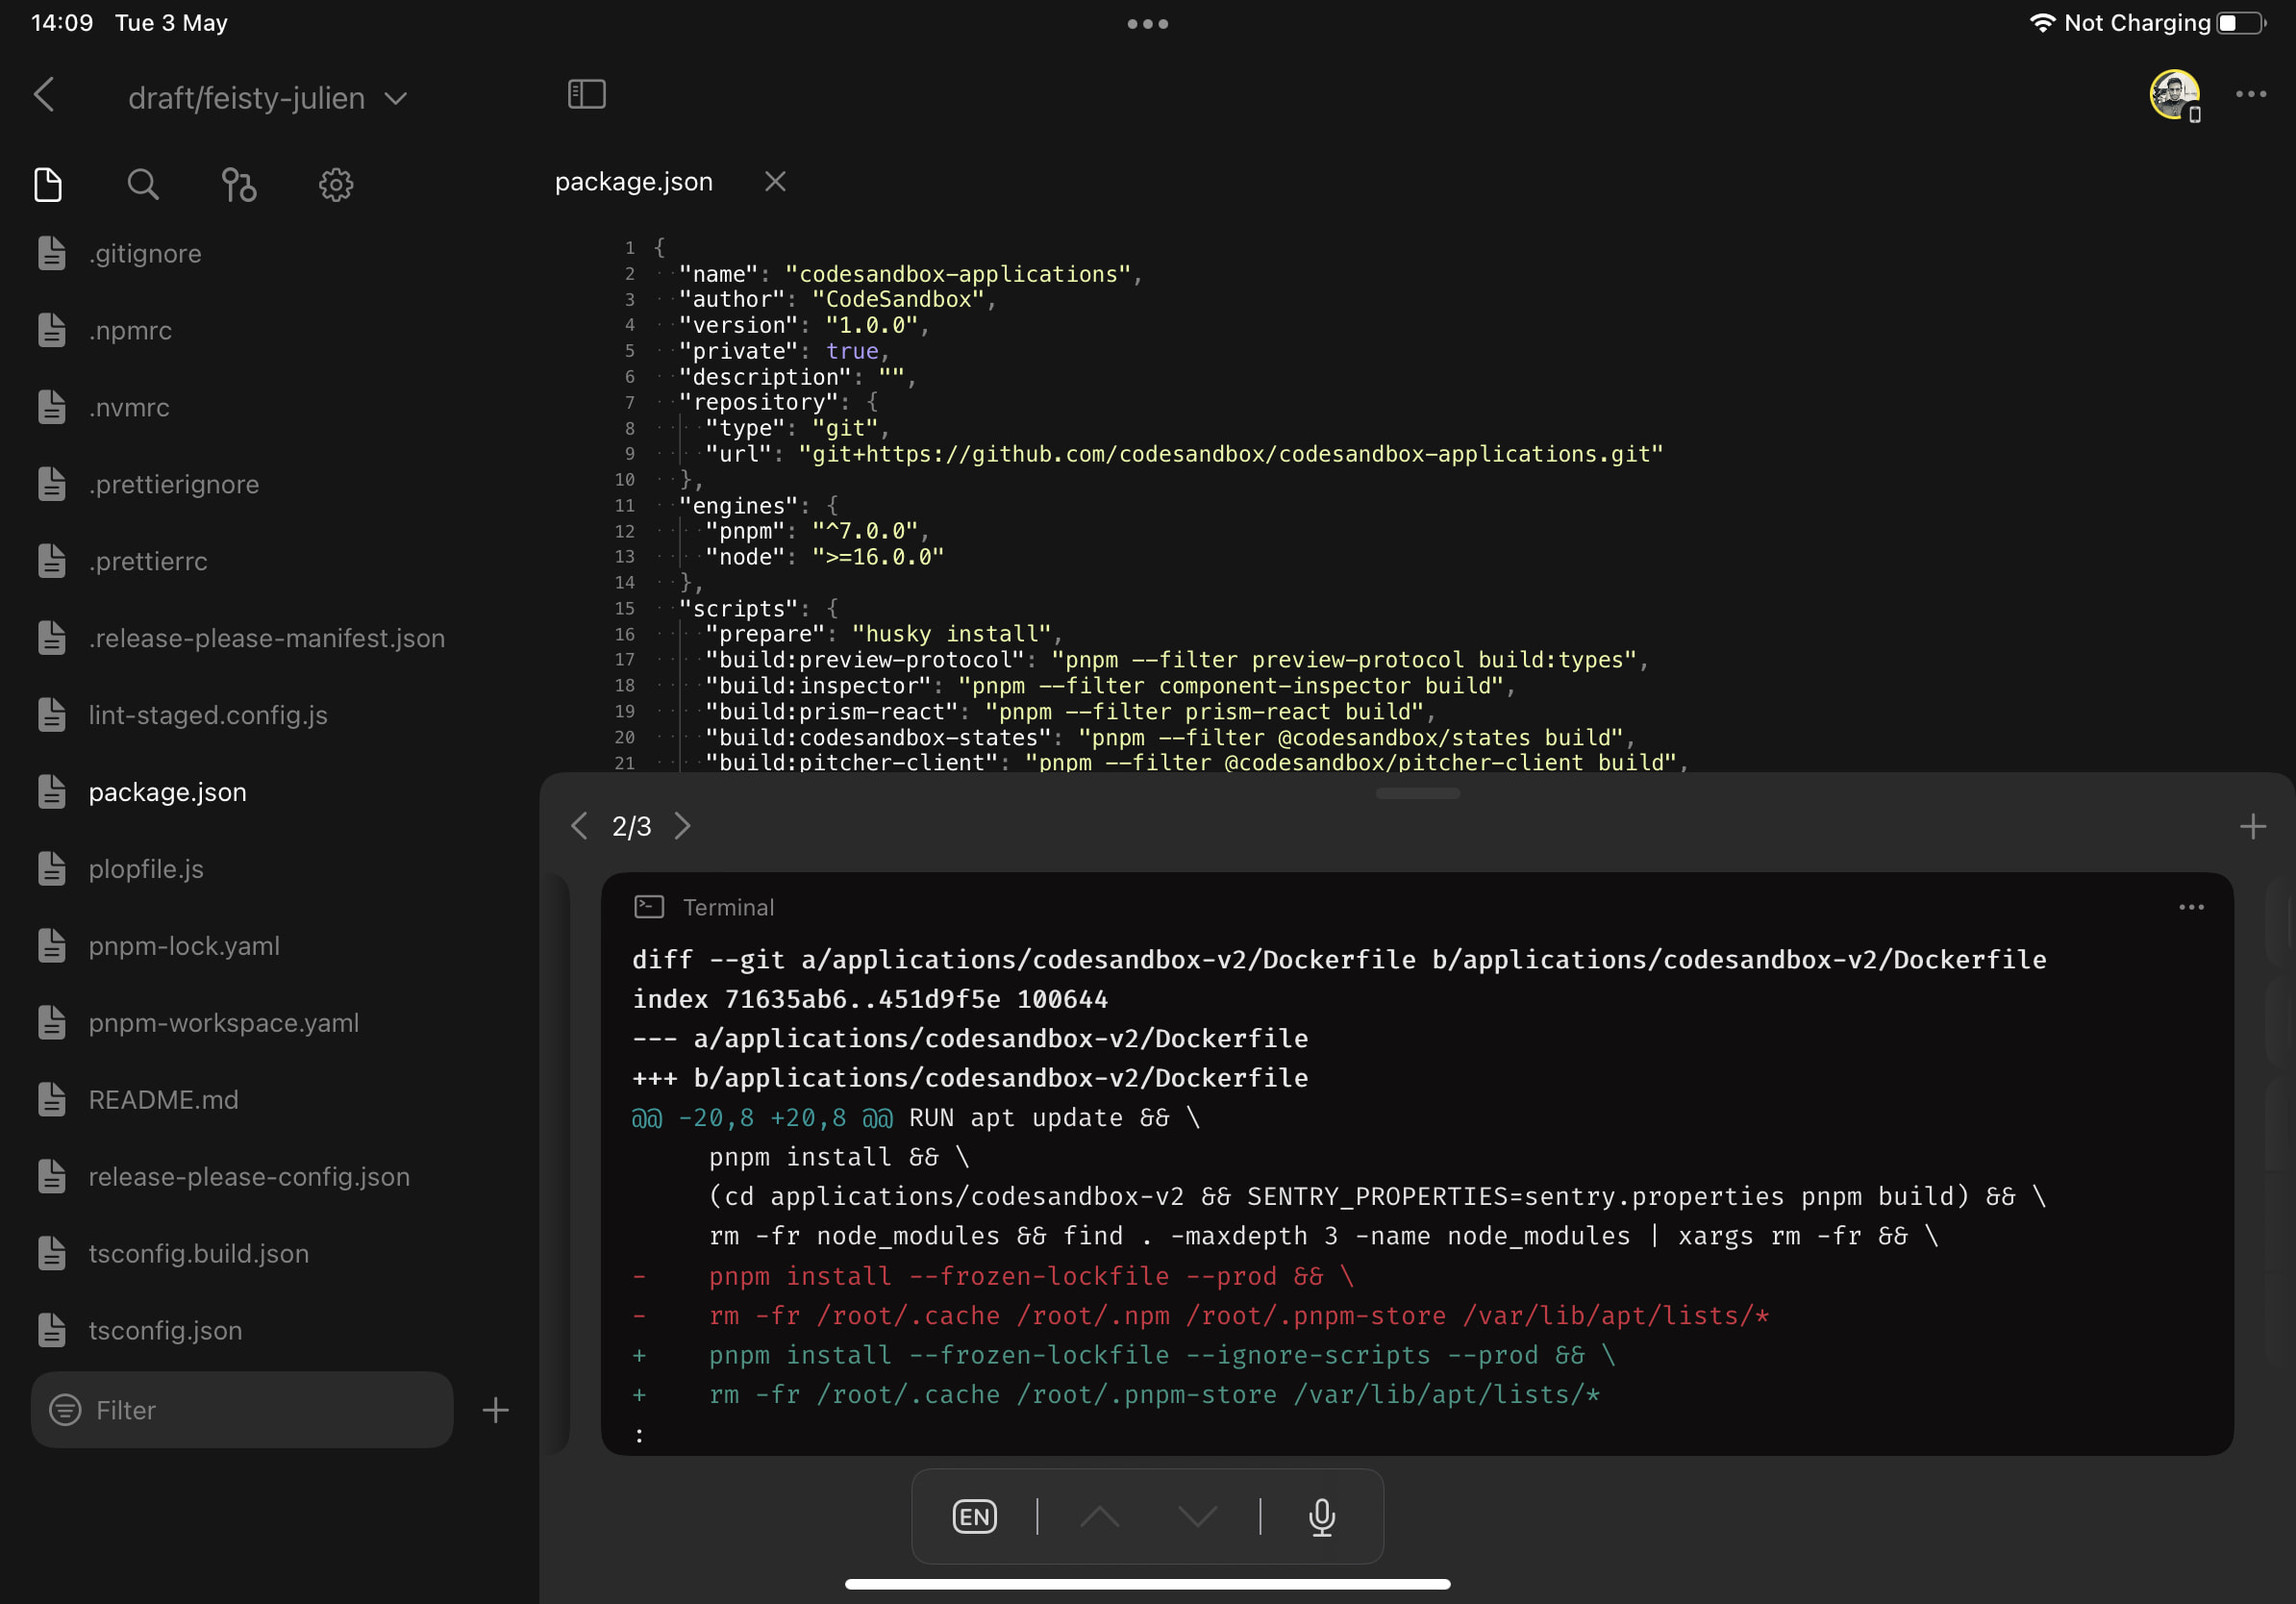 14:09 Tue 3 May
Not Charging
draft/feisty-julien
package.json
.gitignore
.npmrc
.nvmrc
.prettierignore
.prettierrc
.release-please-manifest.json
lint-staged.config.js
package.json
plopfile.js
pnpm-lock.yaml
pnpm-workspace.yaml
README.md
release-please-config.json
tsconfig.build.json
tsconfig.json
Filter
1 {
2 "name": "codesandbox-applications",
3 "author": "CodeSandbox",
4 "version": "1.0.0",
5 "private": true,
6 "description": "",
7 "repository": {
8 "type": "git",
9 "url": "git+https://github.com/codesandbox/codesandbox-applications.git"
10 },
11 "engines": {
12 "pnpm": "^7.0.0",
13 "node": ">=16.0.0"
14 },
15 "scripts": {
16 "prepare": "husky install",
17 "build:preview-protocol": "pnpm --filter preview-protocol build:types",
18 "build:inspector": "pnpm --filter component-inspector build",
19 "build:prism-react": "pnpm --filter prism-react build",
20 "build:codesandbox-states": "pnpm --filter @codesandbox/states build",
21 "build:pitcher-client": "pnpm --filter @codesandbox/pitcher-client build",
2/3
Terminal
diff --git a/applications/codesandbox-v2/Dockerfile b/applications/codesandbox-v2/Dockerfile
index 71635ab6..451d9f5e 100644
--- a/applications/codesandbox-v2/Dockerfile
+++ b/applications/codesandbox-v2/Dockerfile
@@ -20,8 +20,8 @@ RUN apt update && \
pnpm install && \
(cd applications/codesandbox-v2 && SENTRY_PROPERTIES=sentry.properties pnpm build) && \
rm -fr node_modules && find . -maxdepth 3 -name node_modules | xargs rm -fr && \
- pnpm install --frozen-lockfile --prod && \
- rm -fr /root/.cache /root/.npm /root/.pnpm-store /var/lib/apt/lists/*
+ pnpm install --frozen-lockfile --ignore-scripts --prod && \
+ rm -fr /root/.cache /root/.pnpm-store /var/lib/apt/lists/*
:
EN